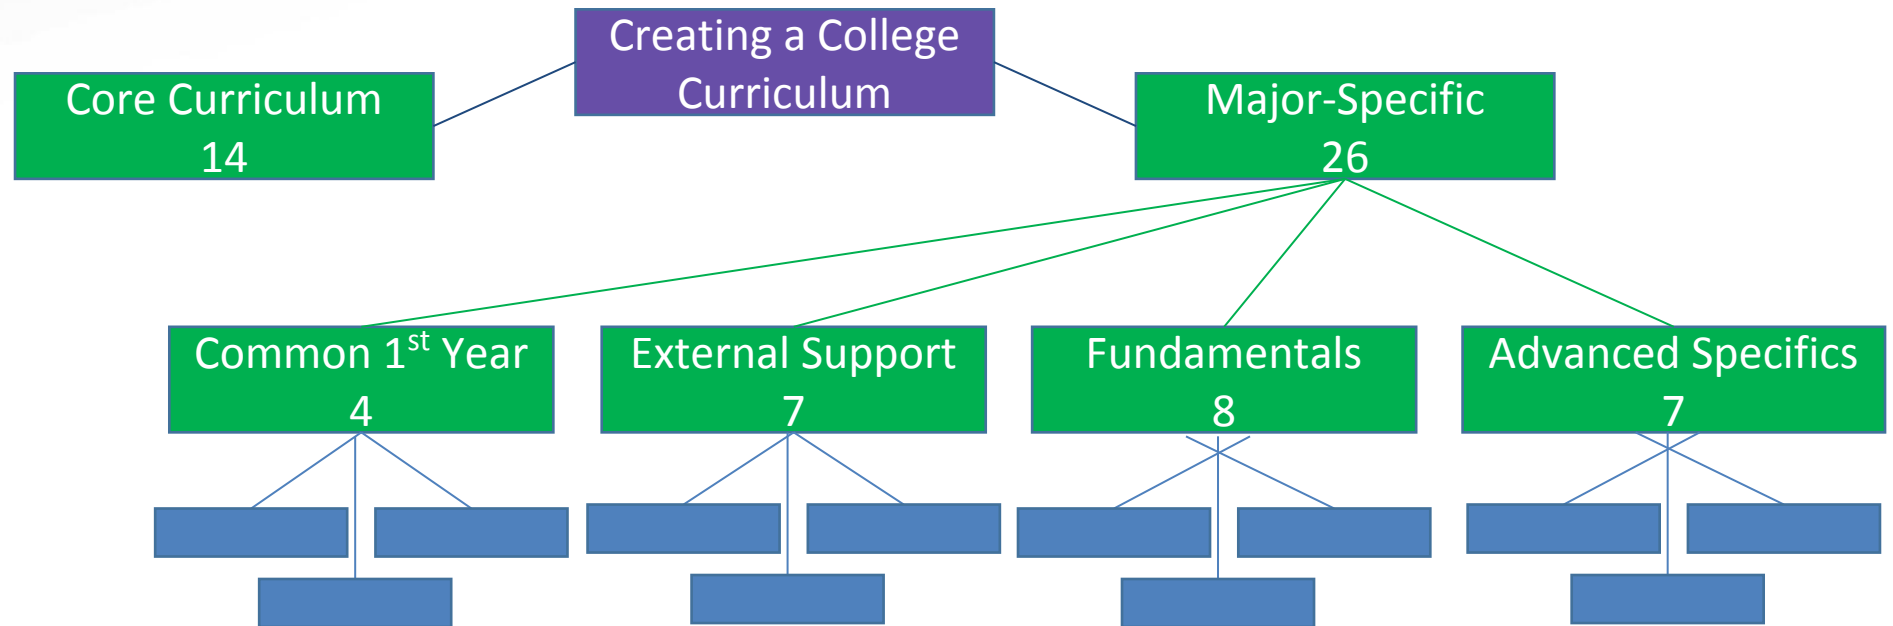 Creating a College
Curriculum
Core Curriculum
14
Major-Specific
26
Common 1st Year
4
External Support
7
Fundamentals
8
Advanced Specifics
7